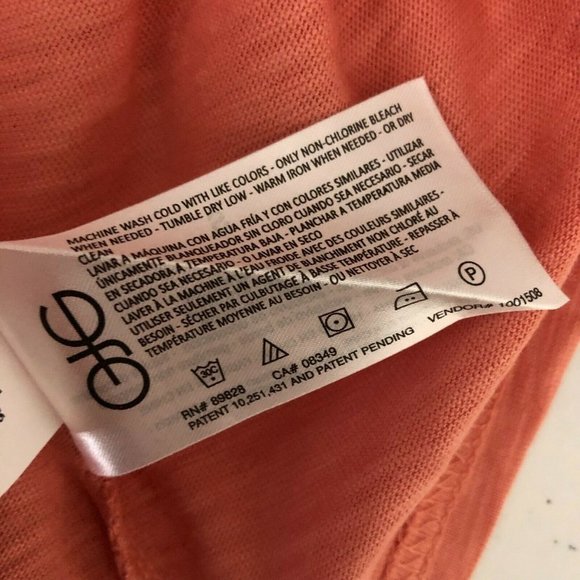 MACHINE WASH COLD WITH LIKE COLORS - ONLY NON-CHLORINE BLEACH
WHEN NEEDED - TUMBLE DRY LOW - WARM IRON WHEN NEEDED - OR DRY
CLEAN
LAVAR A MÁQUINA CON AGUA FRÍA Y CON COLORES SIMILARES - UTILIZAR
ÚNICAMENTE BLANQUEADOR SIN CLORO CUANDO SEA NECESARIO - SECAR
EN SECADORA A TEMPERATURA BAJA - PLANCHAR A TEMPERATURA MEDIA
CUANDO SEA NECESARIO - O LAVAR EN SECO
LAVER À LA MACHINE À L'EAU FROIDE AVEC DES COULEURS SIMILAIRES -
UTILISER SEULEMENT UN AGENT DE BLANCHIMENT NON CHLORÉ AU
BESOIN - SÉCHER PAR CULBUTAGE À BASSE TEMPÉRATURE - REPASSER À
TEMPÉRATURE MOYENNE AU BESOIN - OU NETTOYER À SEC
30C
P
RN# 89828 CA# 08349 VENDOR# 1001508
PATENT 10,251,431 AND PATENT PENDING